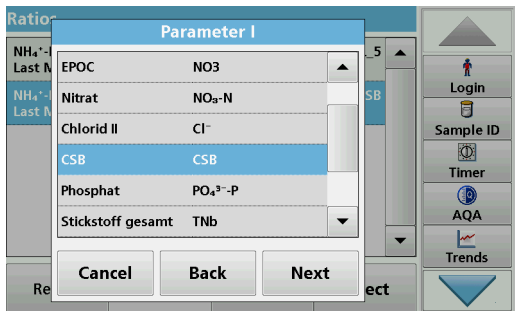 Ratios
Parameter I
NH₄⁺-
_5
Last M
NH₄⁺-
SB
Last M
EPOC NO3
Nitrat NO₃-N
Chlorid II Cl⁻
CSB CSB
Phosphat PO₄³⁻-P
Stickstoff gesamt TNb
Cancel Back Next
Re
ect
Login
Sample ID
Timer
AQA
Trends